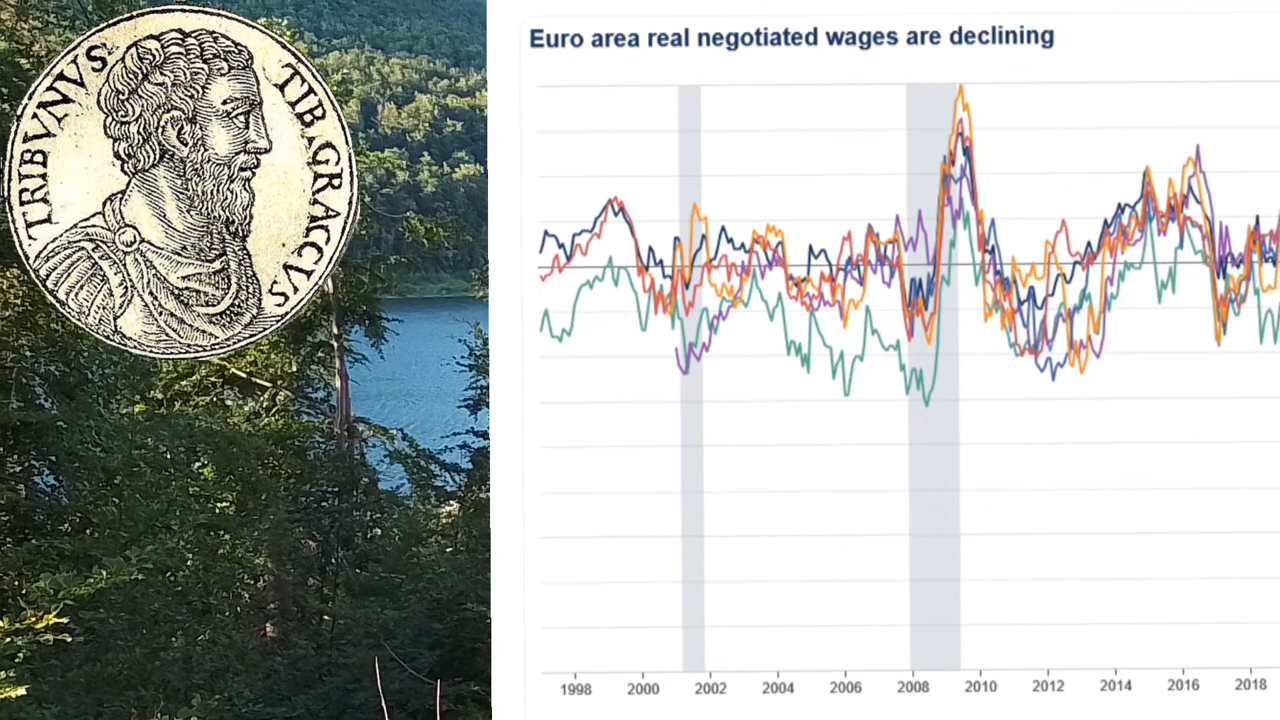 TRIBVNVS·
TIB.GRACCVS
Euro area real negotiated wages are declining
1998 2000 2002 2004 2006 2008 2010 2012 2014 2016 2018